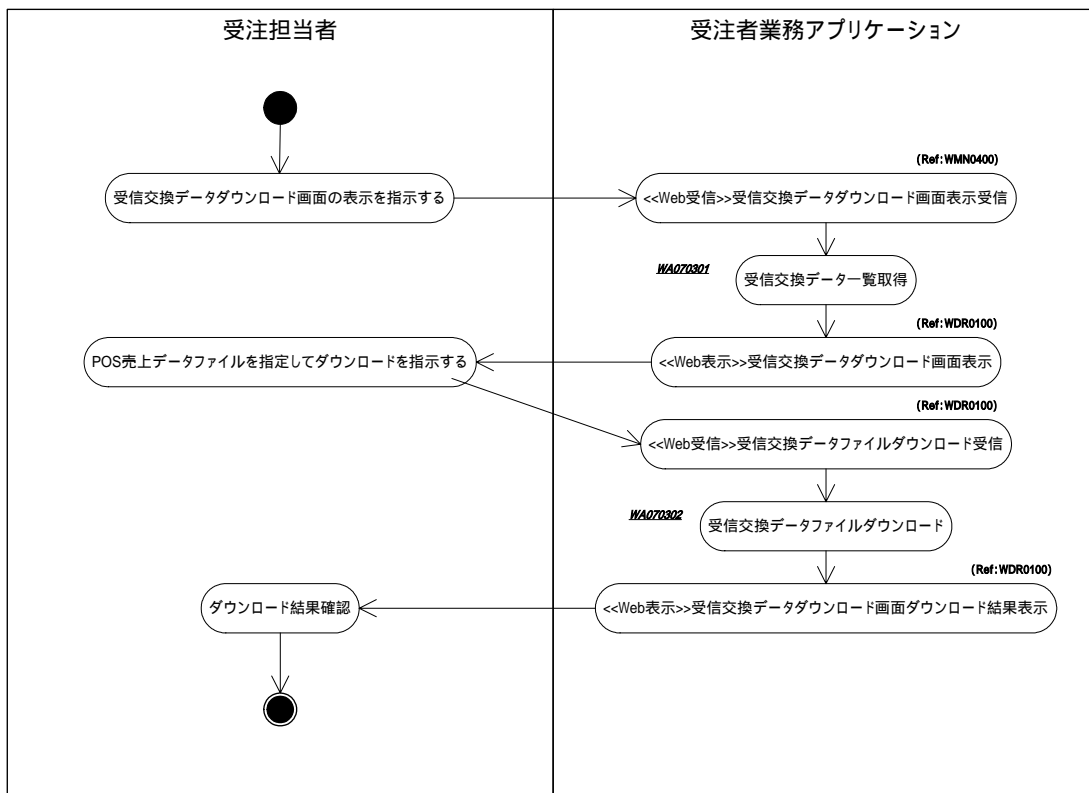 受注担当者
受注者業務アプリケーション
(Ref:WMN0400)
受信交換データダウンロード画面の表示を指示する
<<Web受信>>受信交換データダウンロード画面表示受信
WA070301
受信交換データ一覧取得
(Ref:WDR0100)
POS売上データファイルを指定してダウンロードを指示する
<<Web表示>>受信交換データダウンロード画面表示
(Ref:WDR0100)
<<Web受信>>受信交換データファイルダウンロード受信
WA070302
受信交換データファイルダウンロード
(Ref:WDR0100)
ダウンロード結果確認
<<Web表示>>受信交換データダウンロード画面ダウンロード結果表示